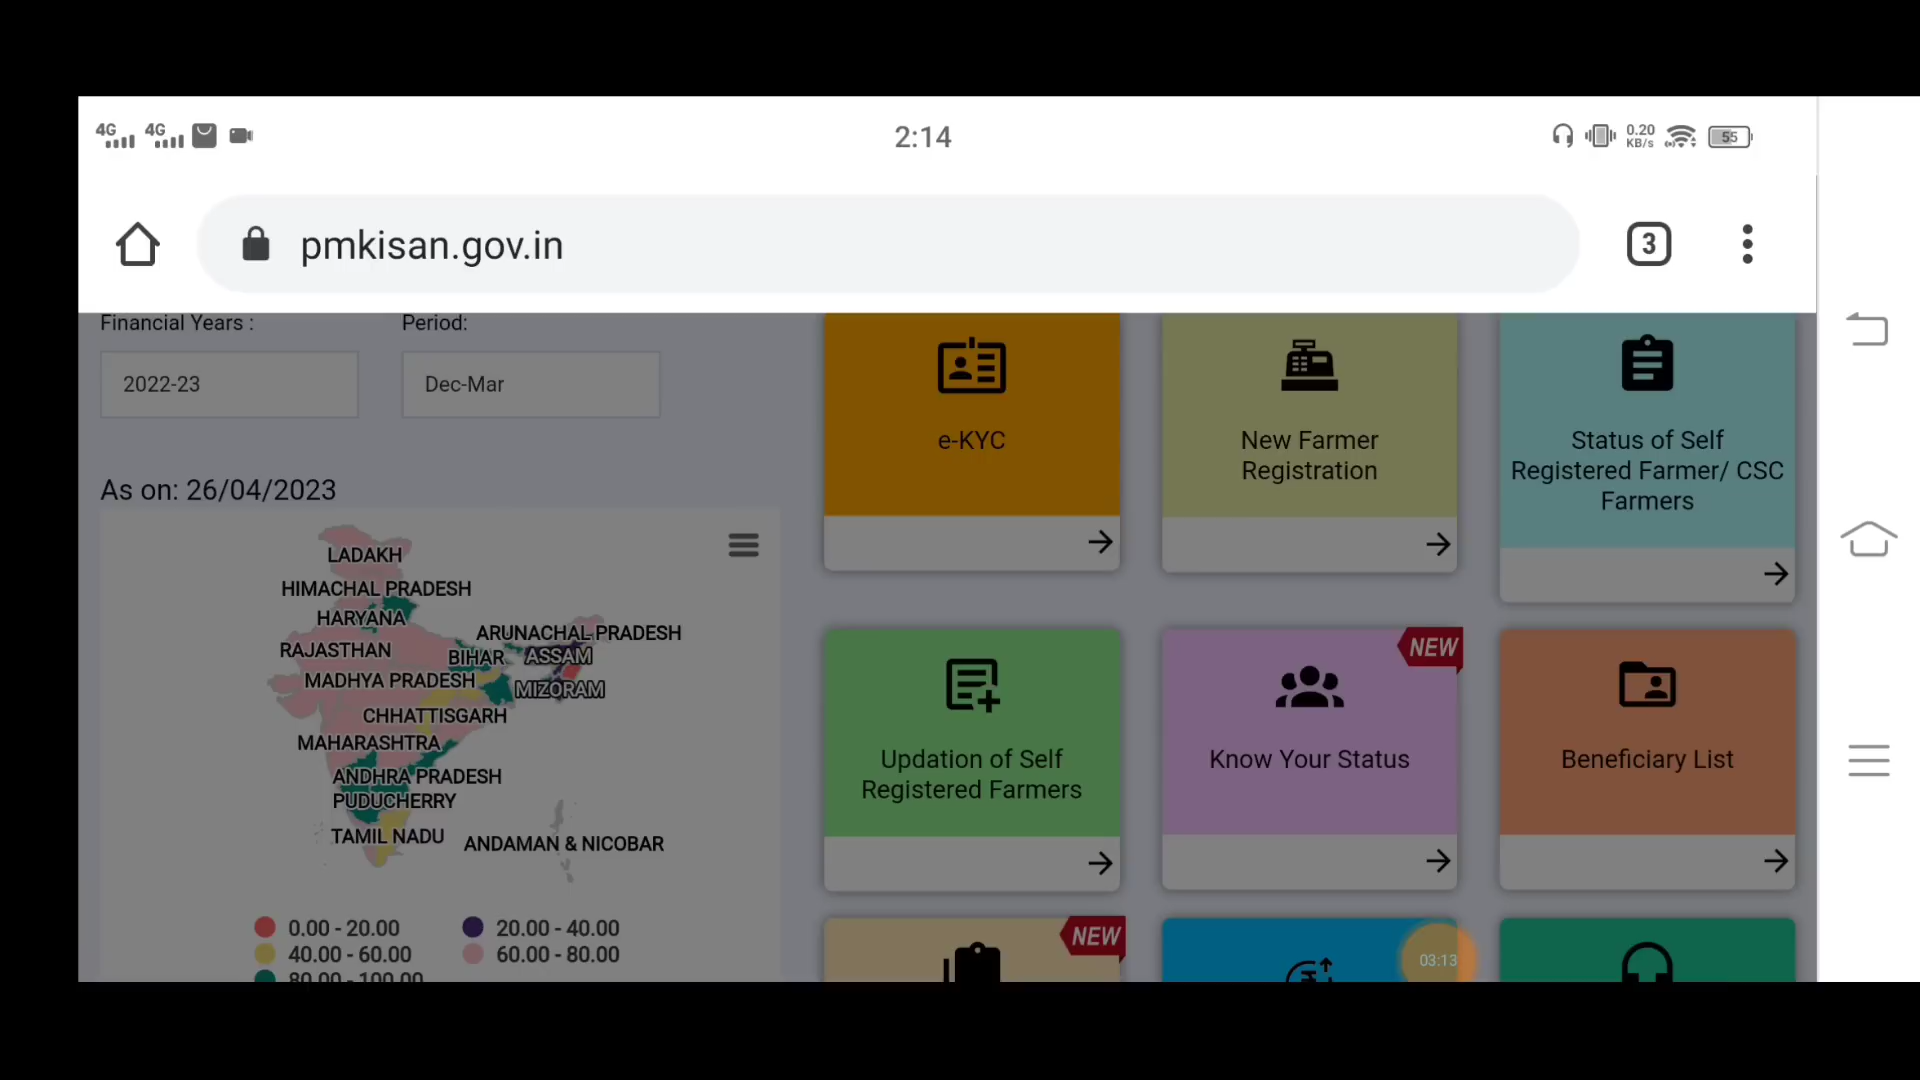 4G 4G 2:14 0.20 KB/s 55
pmkisan.gov.in 3
Financial Years : Period:
2022-23 Dec-Mar
As on: 26/04/2023
LADAKH
HIMACHAL PRADESH
HARYANA
ARUNACHAL PRADESH
RAJASTHAN
BIHAR ASSAM
MADHYA PRADESH
MIZORAM
CHHATTISGARH
MAHARASHTRA
ANDHRA PRADESH
PUDUCHERRY
TAMIL NADU
ANDAMAN & NICOBAR
0.00 - 20.00 20.00 - 40.00
40.00 - 60.00 60.00 - 80.00
80.00 - 100.00
e-KYC
New Farmer
Registration
Status of Self
Registered Farmer/ CSC
Farmers
Updation of Self
Registered Farmers
NEW
Know Your Status
Beneficiary List
NEW
03:13